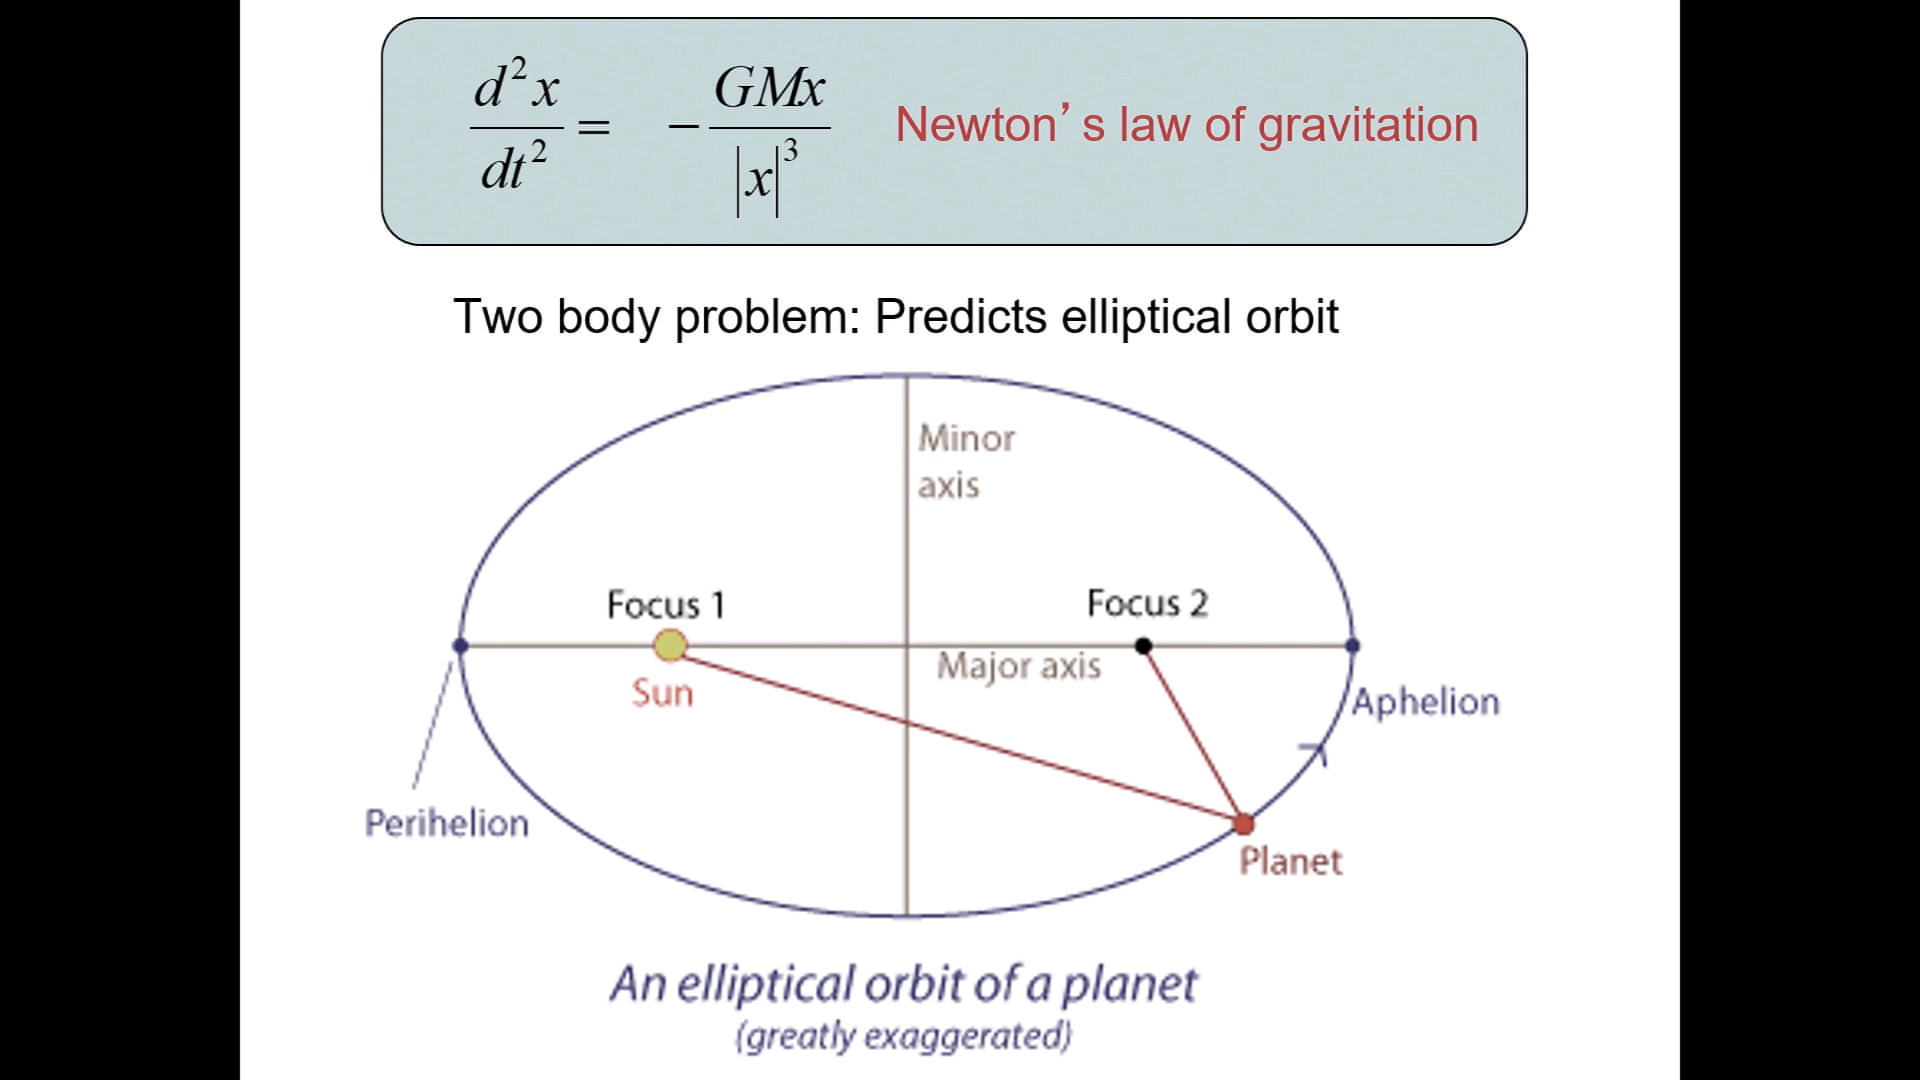 d²x/dt² = −GMx/|x|³ Newton's law of gravitation
Two body problem: Predicts elliptical orbit
Minor
axis
Focus 1
Focus 2
Major axis
Sun
Aphelion
Perihelion
Planet
An elliptical orbit of a planet
(greatly exaggerated)